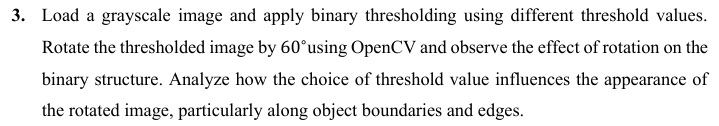 3. Load a grayscale image and apply binary thresholding using different threshold values.
Rotate the thresholded image by 60°using OpenCV and observe the effect of rotation on the
binary structure. Analyze how the choice of threshold value influences the appearance of
the rotated image, particularly along object boundaries and edges.